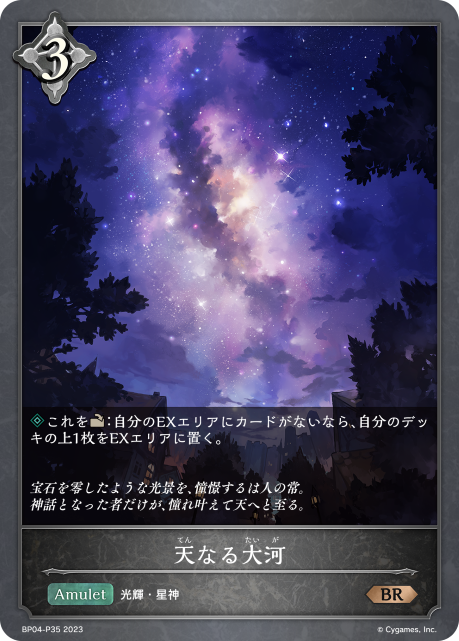 3
これを:自分のEXエリアにカードがないなら、自分のデッ
キの上1枚をEXエリアに置く。
宝石を零したような光景を、憧憬するは人の常。
神話となった者だけが、憧れ叶えて天へと至る。
てん たい が
天なる大河
Amulet 光輝・星神 BR
BP04-P35 2023 © Cygames, Inc.